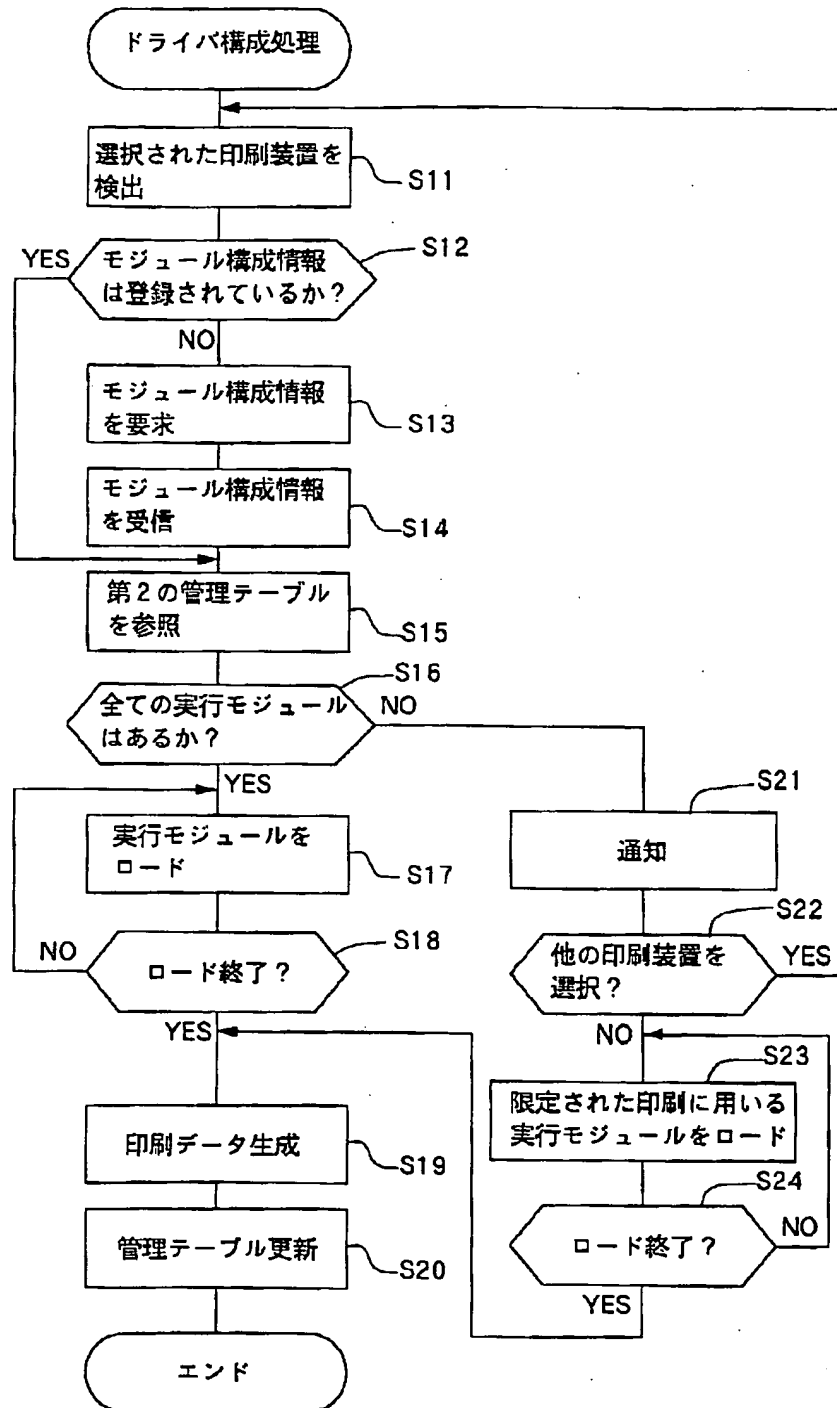 ドライバ構成処理
選択された印刷装置を
検出
S11
S12
YES
モジュール構成情報
は登録されているか?
NO
モジュール構成情報
を要求
S13
モジュール構成情報
を受信
S14
第2の管理テーブル
を参照
S15
S16
全ての実行モジュール
はあるか?
NO
YES
S21
通知
実行モジュールを
ロード
S17
S22
他の印刷装置を
選択?
YES
NO
S18
NO
ロード終了?
YES
S23
限定された印刷に用いる
実行モジュールをロード
S24
ロード終了?
NO
YES
印刷データ生成
S19
管理テーブル更新
S20
エンド